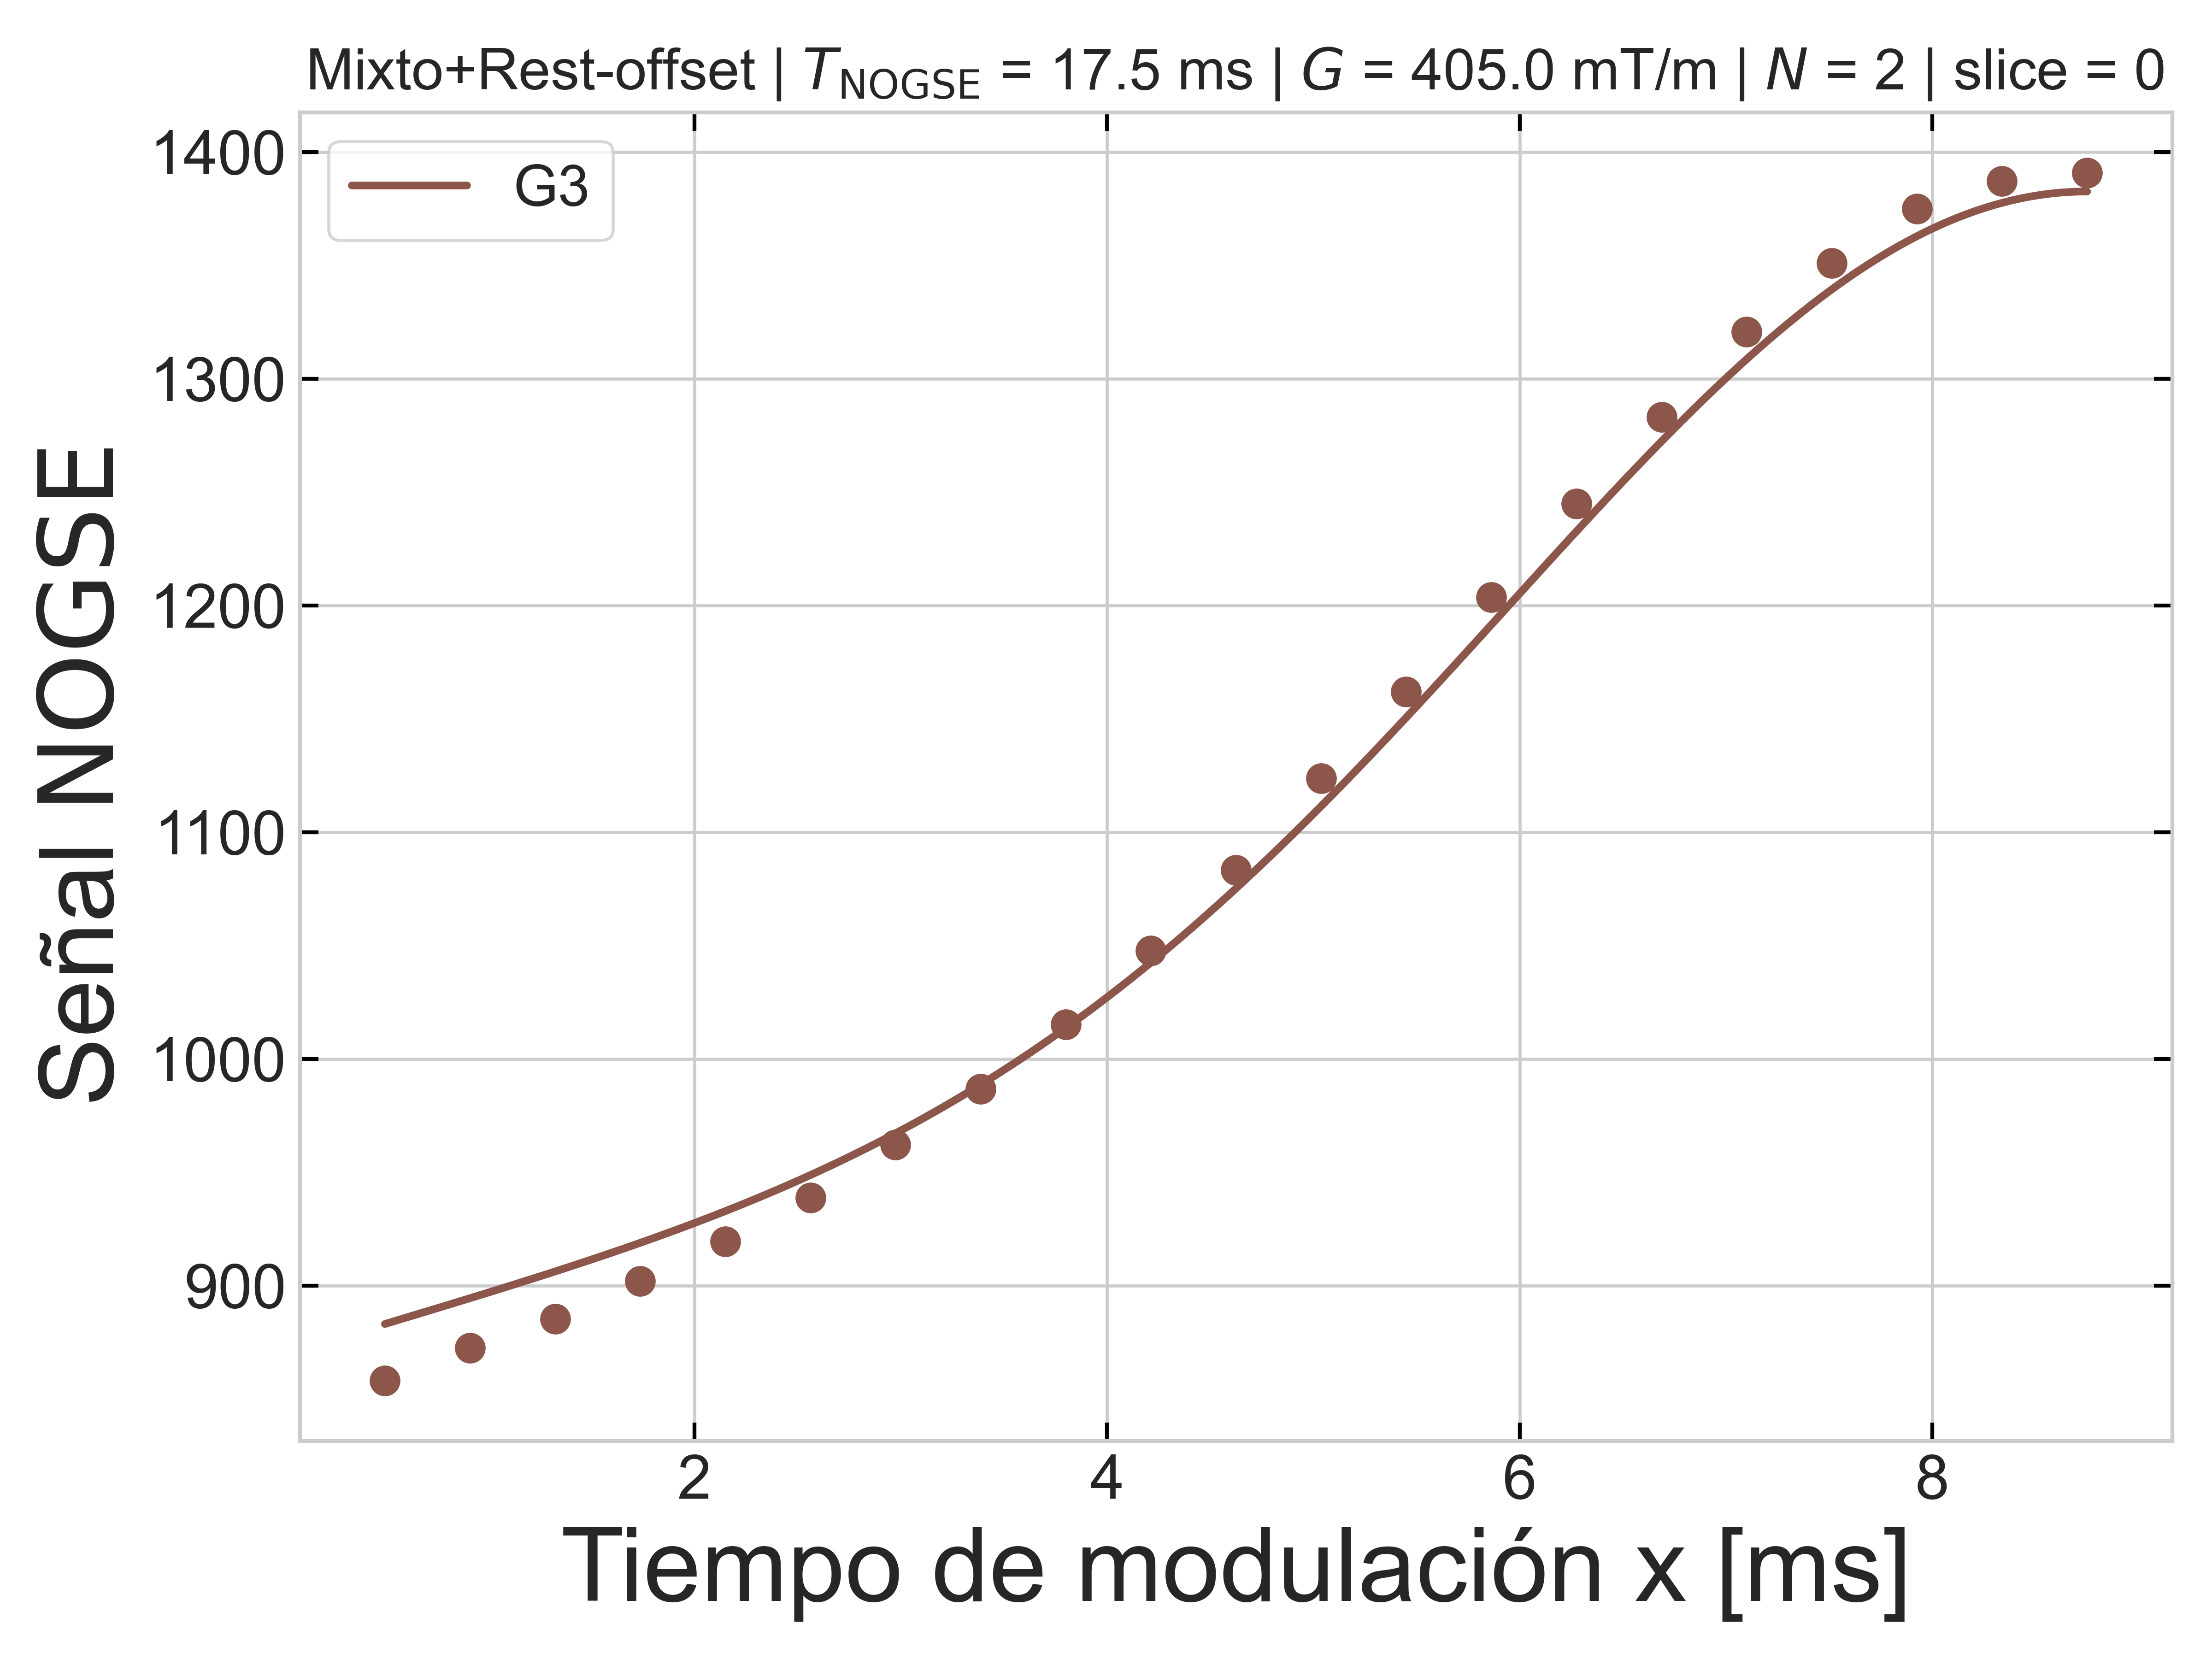 Mixto+Rest-offset | T_NOGSE = 17.5 ms | G = 405.0 mT/m | N = 2 | slice = 0
G3
1400
1300
1200
1100
1000
900
Señal NOGSE
2 4 6 8
Tiempo de modulación x [ms]